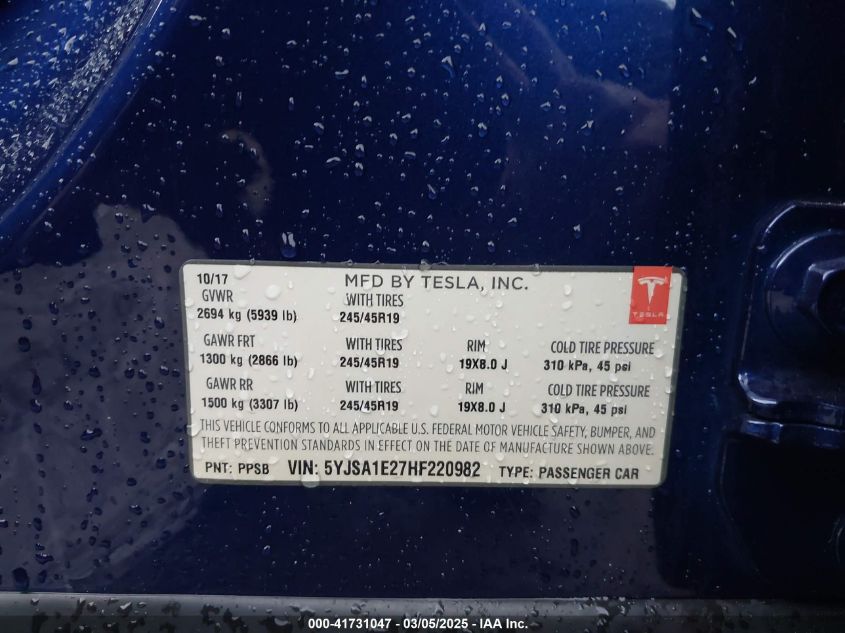 10/17 MFD BY TESLA, INC.
GVWR WITH TIRES
2694 kg (5939 lb) 245/45R19
TESLA
GAWR FRT WITH TIRES RIM COLD TIRE PRESSURE
1300 kg (2866 lb) 245/45R19 19X8.0 J 310 kPa, 45 psi
GAWR RR WITH TIRES RIM COLD TIRE PRESSURE
1500 kg (3307 lb) 245/45R19 19X8.0 J 310 kPa, 45 psi
THIS VEHICLE CONFORMS TO ALL APPLICABLE U.S. FEDERAL MOTOR VEHICLE SAFETY, BUMPER, AND
THEFT PREVENTION STANDARDS IN EFFECT ON THE DATE OF MANUFACTURE SHOWN ABOVE.
PNT: PPSB VIN: 5YJSA1E27HF220982 TYPE: PASSENGER CAR
000-41731047 - 03/05/2025 - IAA Inc.